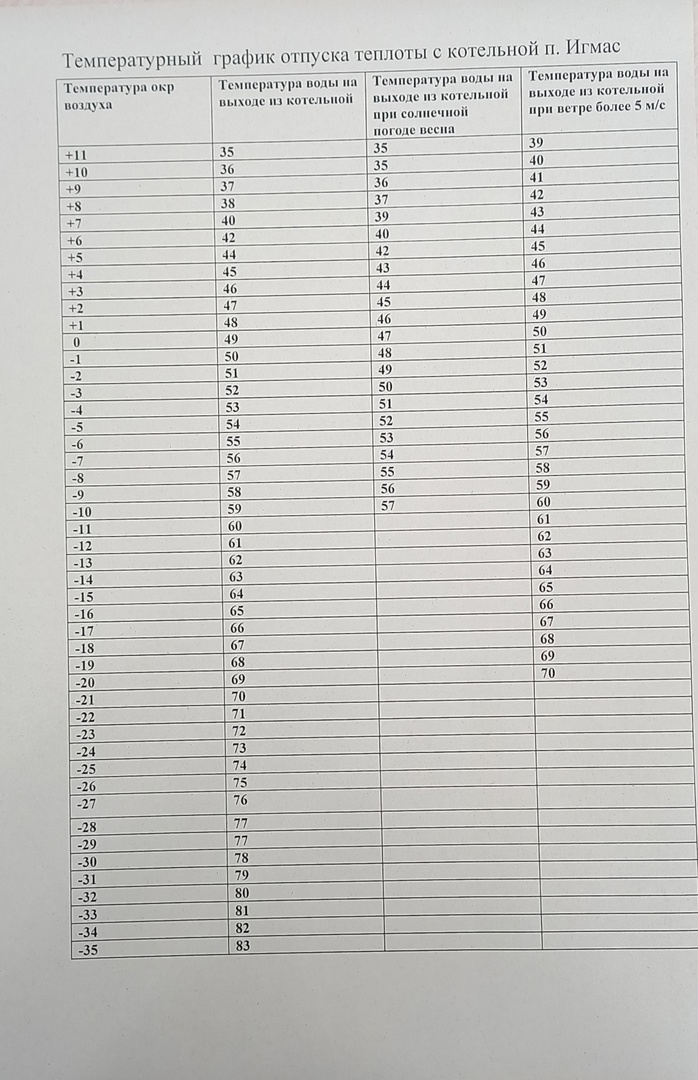 Температурный график отпуска теплоты с котельной п. Игмас
Температура окр воздуха Температура воды на выходе из котельной Температура воды на выходе из котельной при солнечной погоде весна Температура воды на выходе из котельной при ветре более 5 м/с
+11 35 35 39
+10 36 35 40
+9 37 36 41
+8 38 37 42
+7 40 39 43
+6 42 40 44
+5 44 42 45
+4 45 43 46
+3 46 44 47
+2 47 45 48
+1 48 46 49
0 49 47 50
-1 50 48 51
-2 51 49 52
-3 52 50 53
-4 53 51 54
-5 54 52 55
-6 55 53 56
-7 56 54 57
-8 57 55 58
-9 58 56 59
-10 59 57 60
-11 60 61
-12 61 62
-13 62 63
-14 63 64
-15 64 65
-16 65 66
-17 66 67
-18 67 68
-19 68 69
-20 69 70
-21 70
-22 71
-23 72
-24 73
-25 74
-26 75
-27 76
-28 77
-29 77
-30 78
-31 79
-32 80
-33 81
-34 82
-35 83